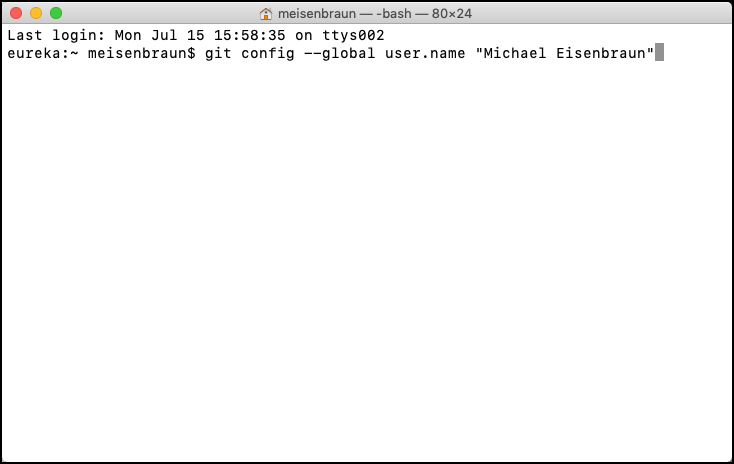 meisenbraun — -bash — 80×24
Last login: Mon Jul 15 15:58:35 on ttys002
eureka:~ meisenbraun$ git config --global user.name "Michael Eisenbraun"